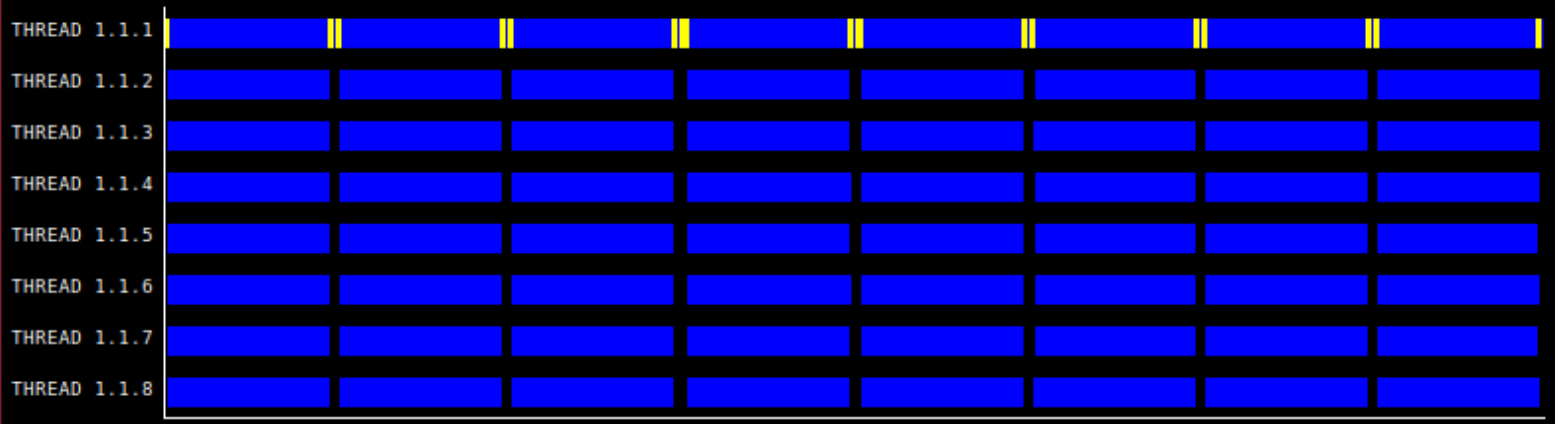 THREAD 1.1.1
THREAD 1.1.2
THREAD 1.1.3
THREAD 1.1.4
THREAD 1.1.5
THREAD 1.1.6
THREAD 1.1.7
THREAD 1.1.8